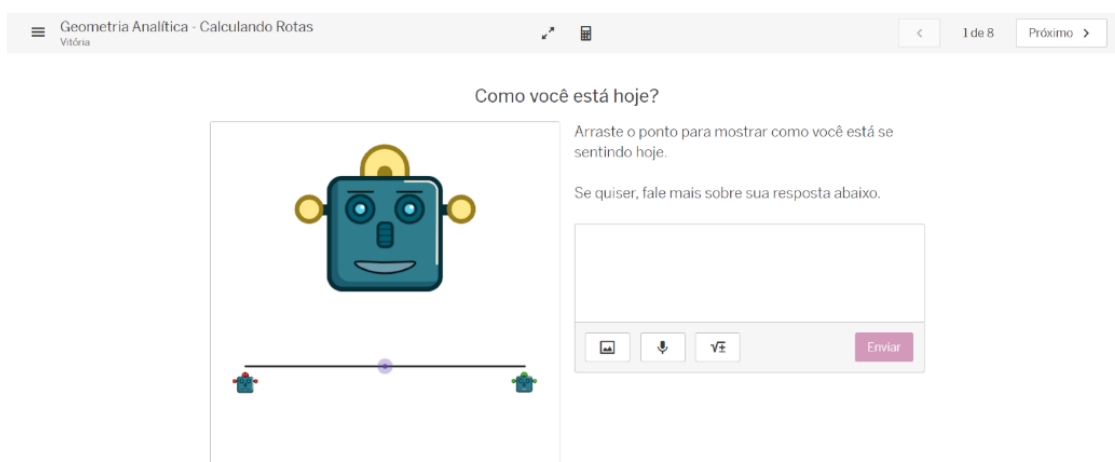 Geometria Analítica - Calculando Rotas
Vitória
1 de 8
Próximo
Como você está hoje?
Arraste o ponto para mostrar como você está se
sentindo hoje.
Se quiser, fale mais sobre sua resposta abaixo.
√±
Enviar